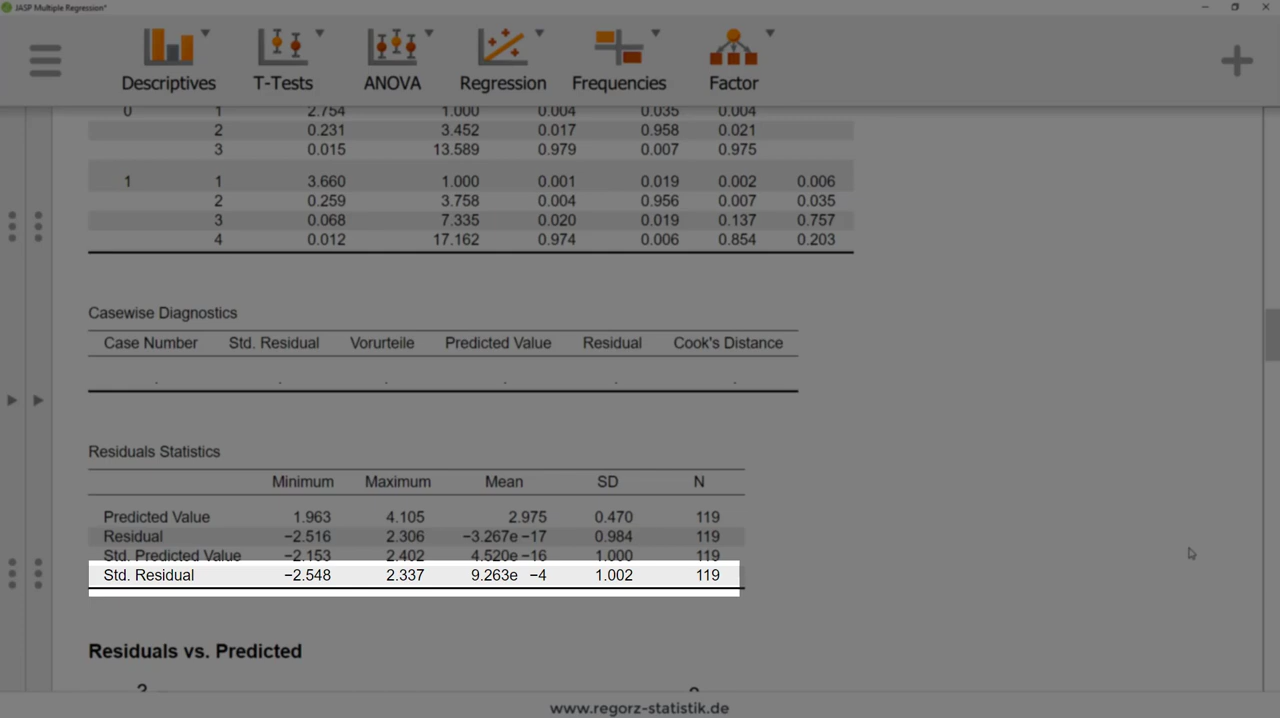 JASP Multiple Regression*
Descriptives T-Tests ANOVA Regression Frequencies Factor
0 1 2.754 1.000 0.004 0.035 0.004
2 0.231 3.452 0.017 0.958 0.021
3 0.015 13.589 0.979 0.007 0.975
1 1 3.660 1.000 0.001 0.019 0.002 0.006
2 0.259 3.758 0.004 0.956 0.007 0.035
3 0.068 7.335 0.020 0.019 0.137 0.757
4 0.012 17.162 0.974 0.006 0.854 0.203
Casewise Diagnostics
Case Number Std. Residual Vorurteile Predicted Value Residual Cook's Distance
. . . . . .
Residuals Statistics
Minimum Maximum Mean SD N
Predicted Value 1.963 4.105 2.975 0.470 119
Residual −2.516 2.306 −3.267e −17 0.984 119
Std. Predicted Value −2.153 2.402 4.520e −16 1.000 119
Std. Residual −2.548 2.337 9.263e −4 1.002 119
Residuals vs. Predicted
www.regorz-statistik.de